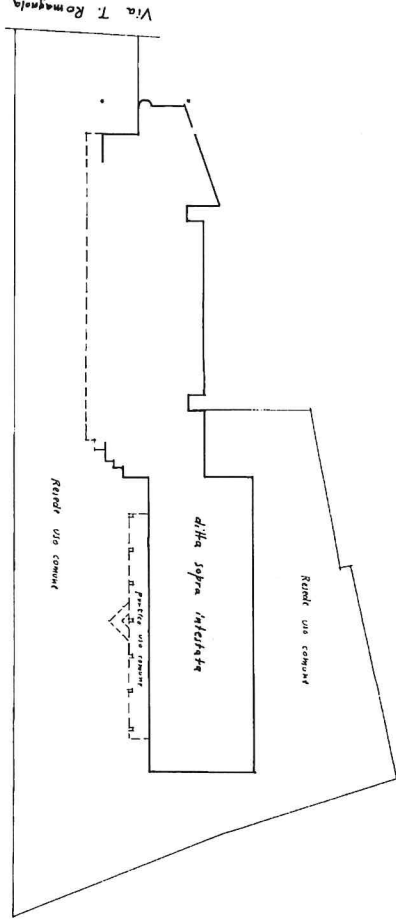 Via T. Romagnola
Resede uso comune
Portico uso comune
ditta sopra intestata
Resede uso comune